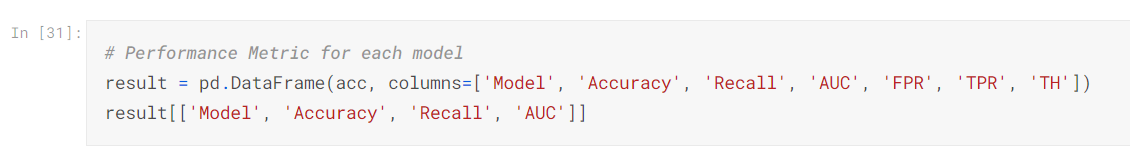 In [31]:
# Performance Metric for each model
result = pd.DataFrame(acc, columns=['Model', 'Accuracy', 'Recall', 'AUC', 'FPR', 'TPR', 'TH'])
result[['Model', 'Accuracy', 'Recall', 'AUC']]